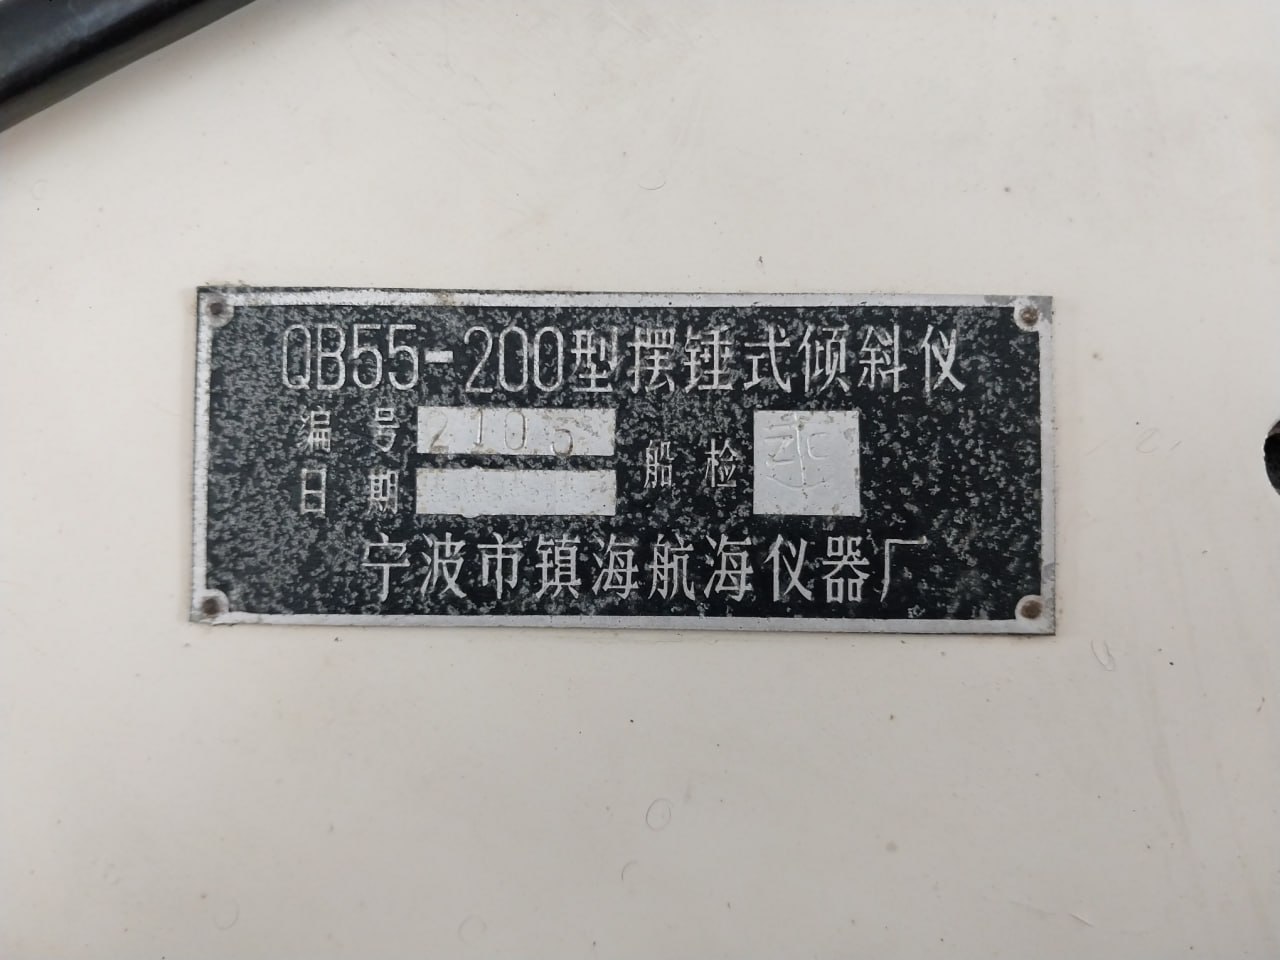 QB55-200型摆锤式倾斜仪
编号 2105 船检 ZC
日期
宁波市镇海航海仪器厂